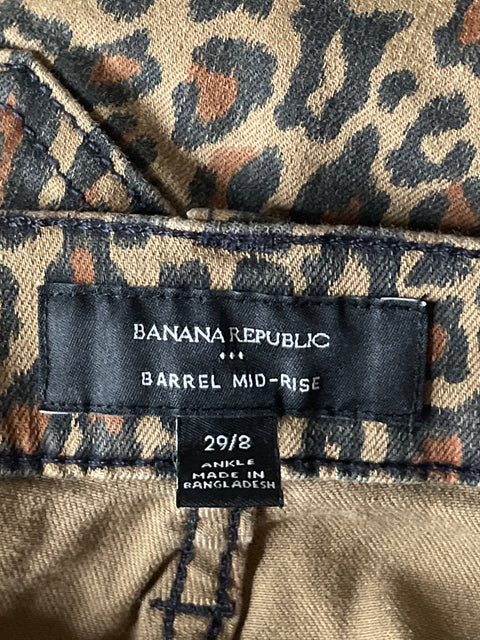 BANANA REPUBLIC
BARREL MID-RISE
29/8
ANKLE
MADE IN
BANGLADESH